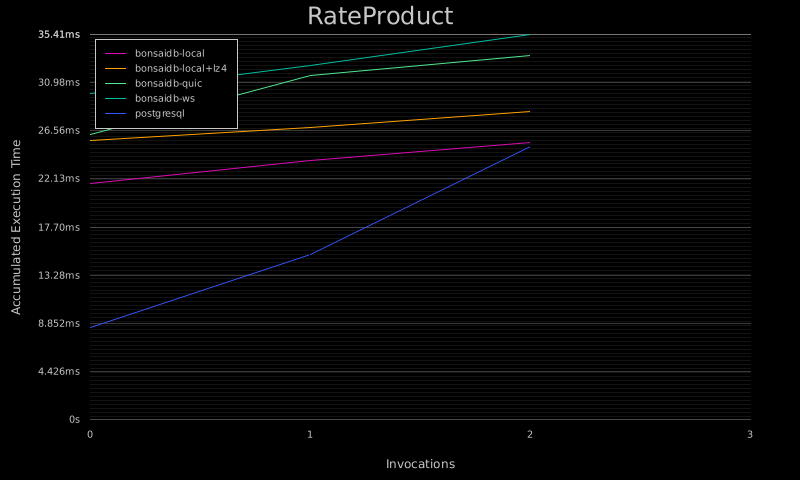 RateProduct
35.41ms
30.98ms
26.56ms
22.13ms
17.70ms
13.28ms
8.852ms
4.426ms
0s
bonsaidb-local
bonsaidb-local+lz4
bonsaidb-quic
bonsaidb-ws
postgresql
Accumulated Execution Time
0 1 2 3
Invocations